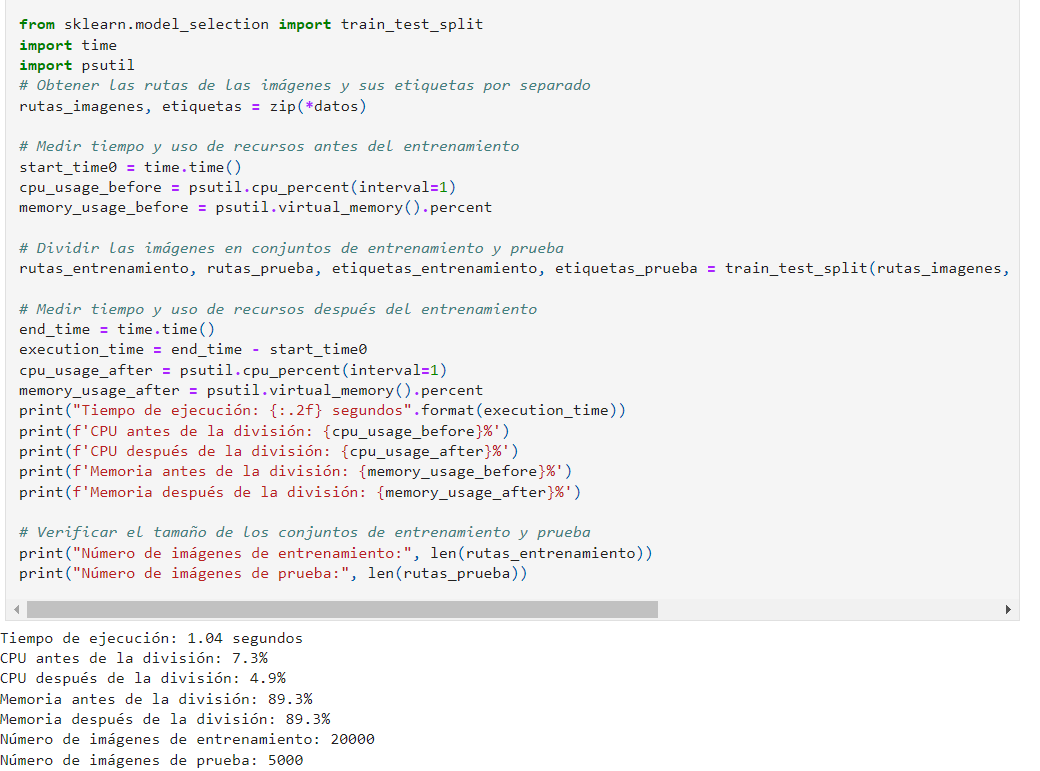 from sklearn.model_selection import train_test_split
import time
import psutil
# Obtener las rutas de las imágenes y sus etiquetas por separado
rutas_imagenes, etiquetas = zip(*datos)
# Medir tiempo y uso de recursos antes del entrenamiento
start_time0 = time.time()
cpu_usage_before = psutil.cpu_percent(interval=1)
memory_usage_before = psutil.virtual_memory().percent
# Dividir las imágenes en conjuntos de entrenamiento y prueba
rutas_entrenamiento, rutas_prueba, etiquetas_entrenamiento, etiquetas_prueba = train_test_split(rutas_imagenes,
# Medir tiempo y uso de recursos después del entrenamiento
end_time = time.time()
execution_time = end_time - start_time0
cpu_usage_after = psutil.cpu_percent(interval=1)
memory_usage_after = psutil.virtual_memory().percent
print("Tiempo de ejecución: {:.2f} segundos".format(execution_time))
print(f'CPU antes de la división: {cpu_usage_before}%')
print(f'CPU después de la división: {cpu_usage_after}%')
print(f'Memoria antes de la división: {memory_usage_before}%')
print(f'Memoria después de la división: {memory_usage_after}%')
# Verificar el tamaño de los conjuntos de entrenamiento y prueba
print("Número de imágenes de entrenamiento:", len(rutas_entrenamiento))
print("Número de imágenes de prueba:", len(rutas_prueba))
Tiempo de ejecución: 1.04 segundos
CPU antes de la división: 7.3%
CPU después de la división: 4.9%
Memoria antes de la división: 89.3%
Memoria después de la división: 89.3%
Número de imágenes de entrenamiento: 20000
Número de imágenes de prueba: 5000